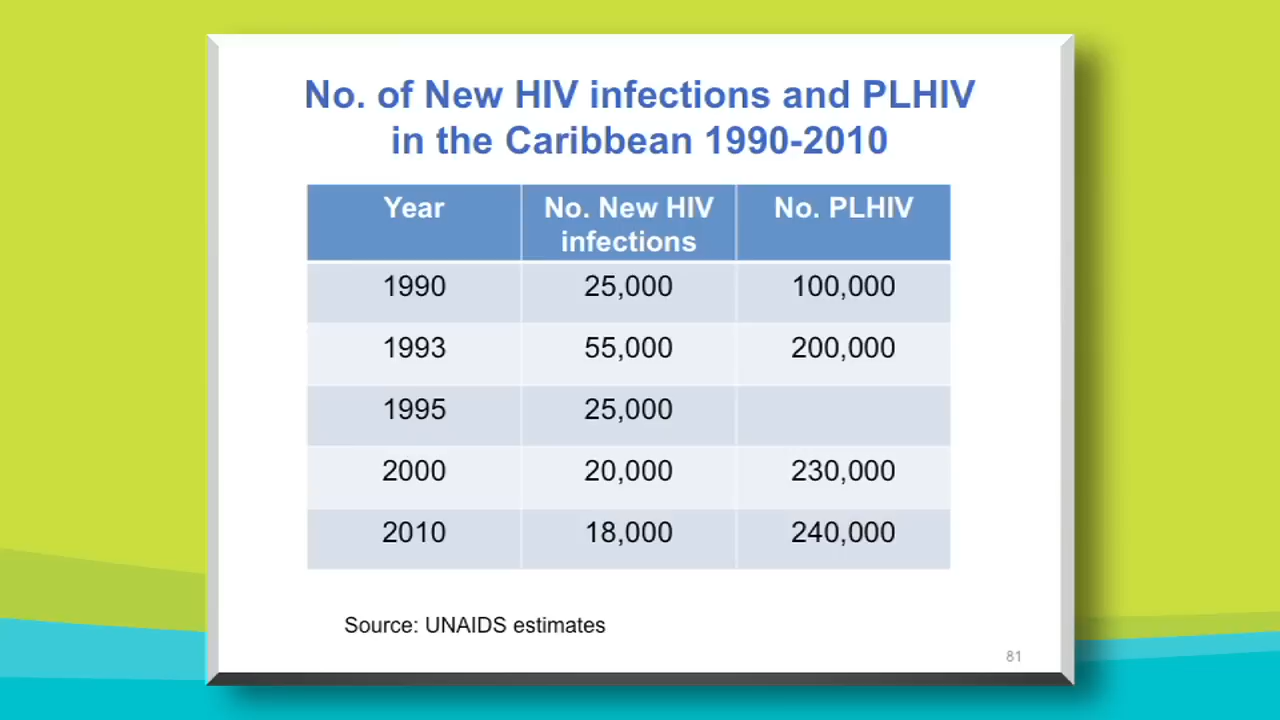 No. of New HIV infections and PLHIV
in the Caribbean 1990-2010
Year No. New HIV infections No. PLHIV
1990 25,000 100,000
1993 55,000 200,000
1995 25,000
2000 20,000 230,000
2010 18,000 240,000
Source: UNAIDS estimates
81